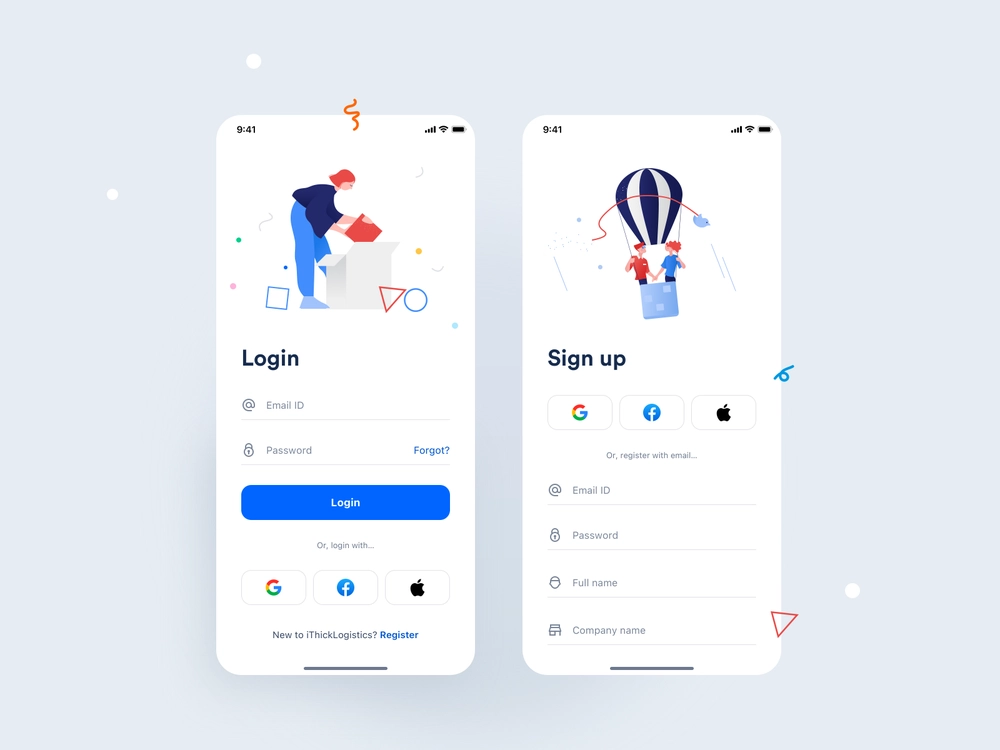 9:41
Login
Email ID
Password Forgot?
Login
Or, login with...
New to iThickLogistics? Register
9:41
Sign up
Or, register with email...
Email ID
Password
Full name
Company name